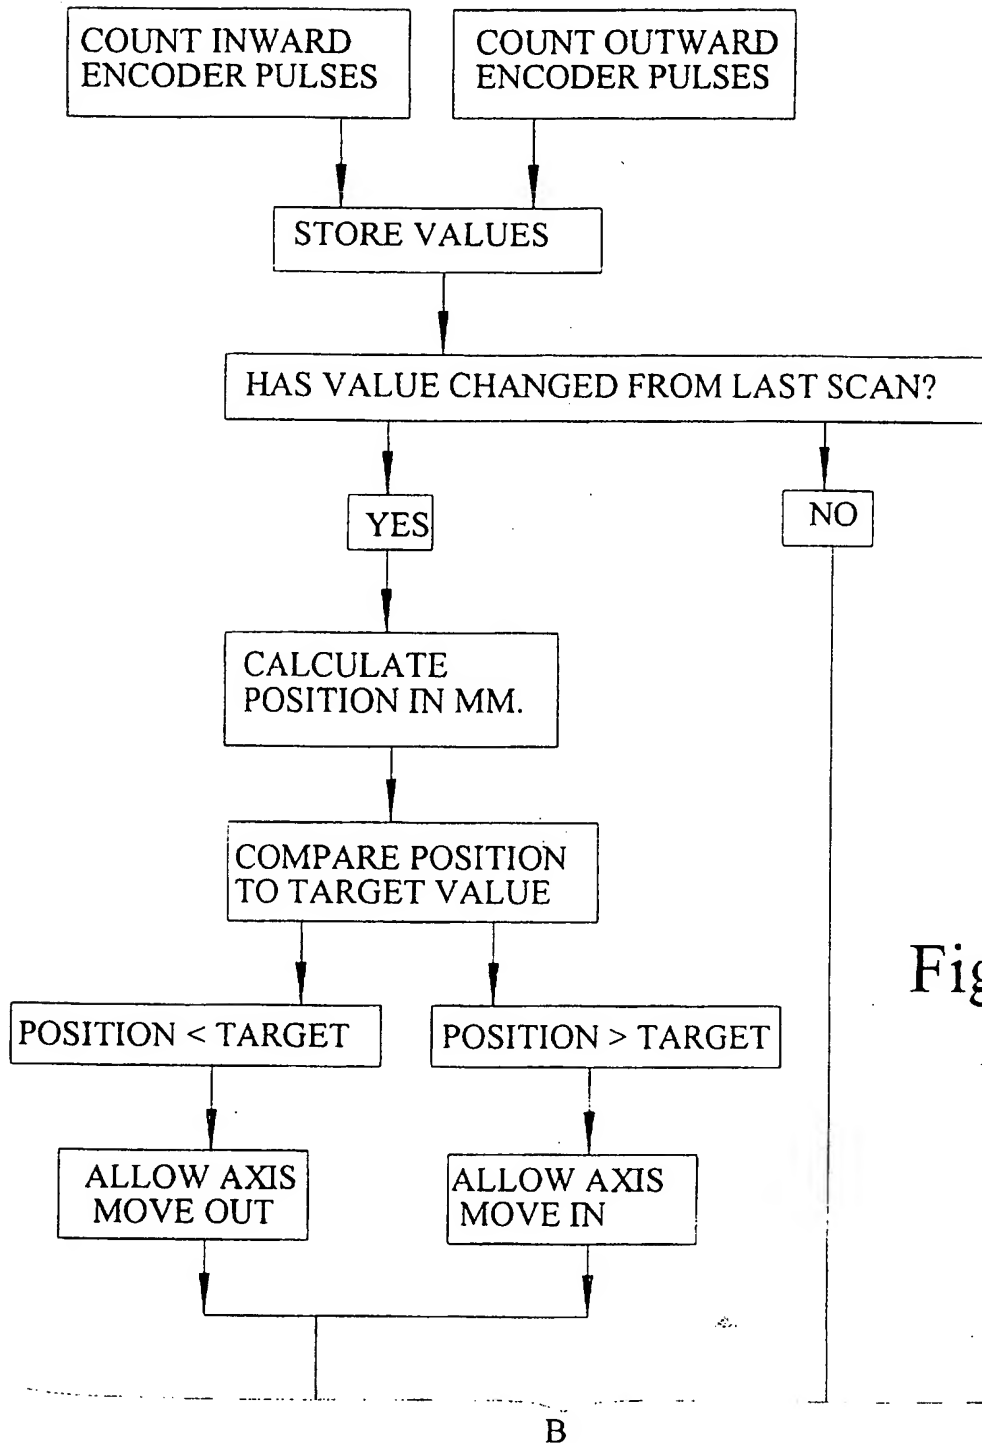 COUNT INWARD
ENCODER PULSES
COUNT OUTWARD
ENCODER PULSES
STORE VALUES
HAS VALUE CHANGED FROM LAST SCAN?
YES
NO
CALCULATE
POSITION IN MM.
COMPARE POSITION
TO TARGET VALUE
Fig
POSITION < TARGET
POSITION > TARGET
ALLOW AXIS
MOVE OUT
ALLOW AXIS
MOVE IN
B